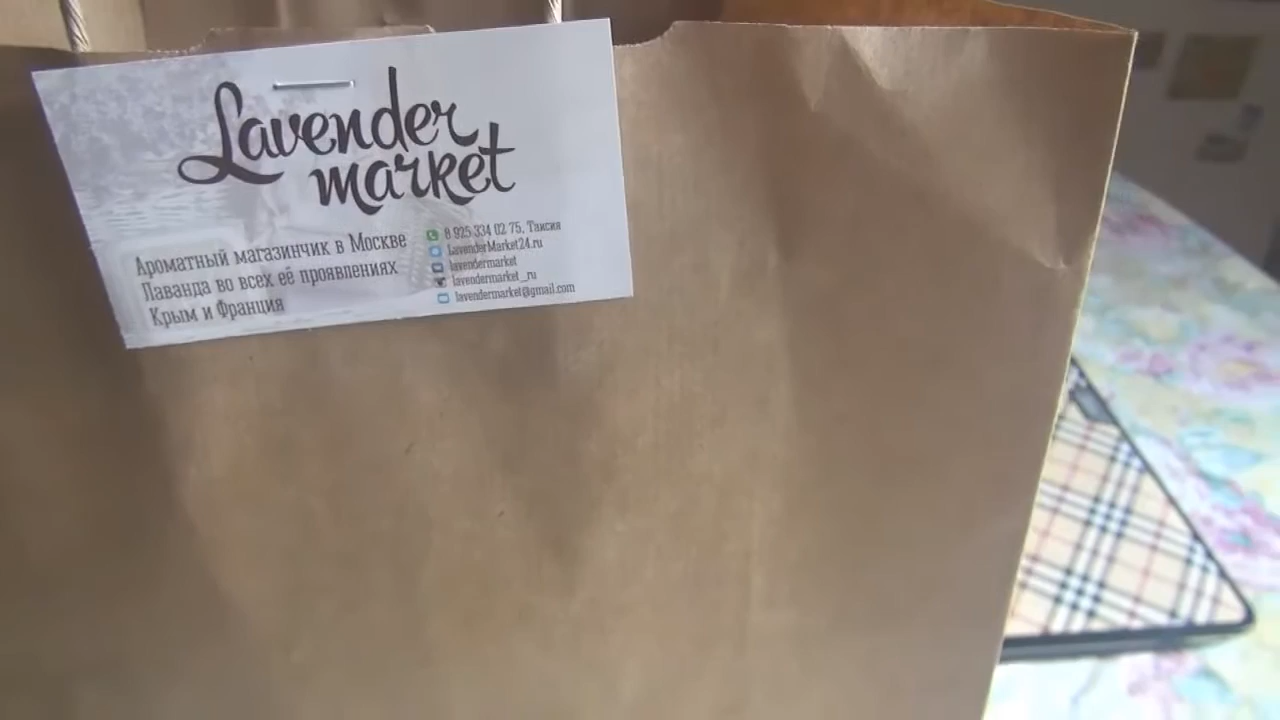 Lavender
market
Ароматный магазинчик в Москве
Лаванда во всех её проявлениях
Крым и Франция
8 925 334 02 75, Таисия
LavenderMarket24.ru
lavendermarket
lavendermarket_ru
lavendermarket@gmail.com